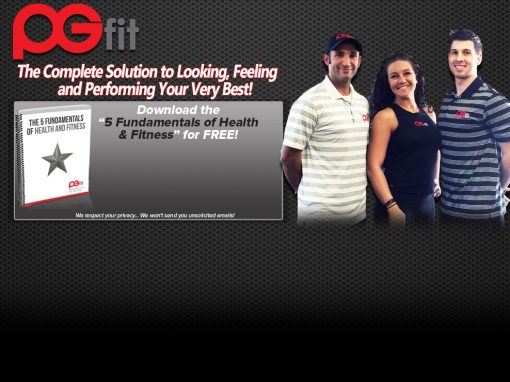 PGfit
The Complete Solution to Looking, Feeling
and Performing Your Very Best!
Download the
"5 Fundamentals of Health
& Fitness" for FREE!
THE 5 FUNDAMENTALS
OF HEALTH AND FITNESS
PGfit
We respect your privacy... We won't send you unsolicited emails!